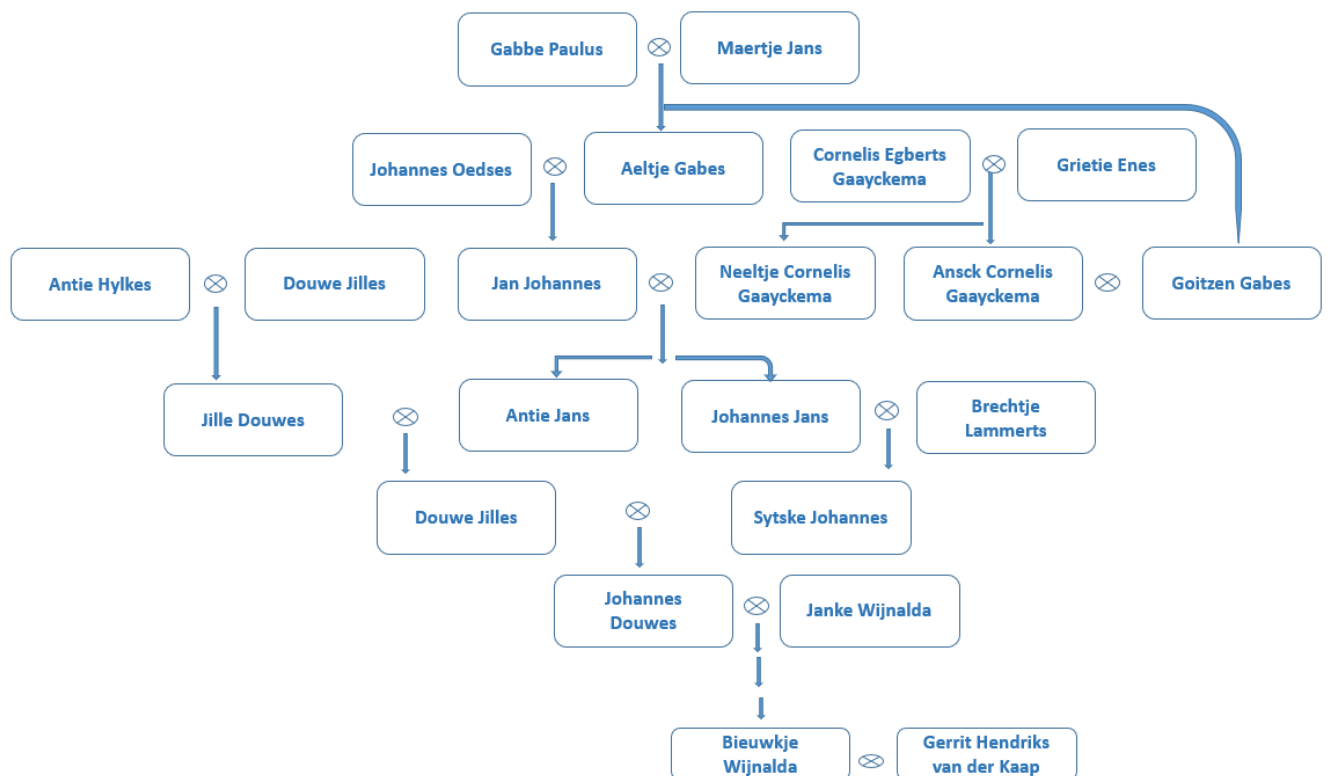 Gabbe Paulus
Maertje Jans
Johannes Oedses
Aeltje Gabes
Cornelis Egberts
Gaayckema
Grietie Enes
Antie Hylkes
Douwe Jilles
Jan Johannes
Neeltje Cornelis
Gaayckema
Ansck Cornelis
Gaayckema
Goitzen Gabes
Jille Douwes
Antie Jans
Johannes Jans
Brechtje
Lammerts
Douwe Jilles
Sytske Johannes
Johannes
Douwes
Janke Wijnalda
Bieuwkje
Wijnalda
Gerrit Hendriks
van der Kaap